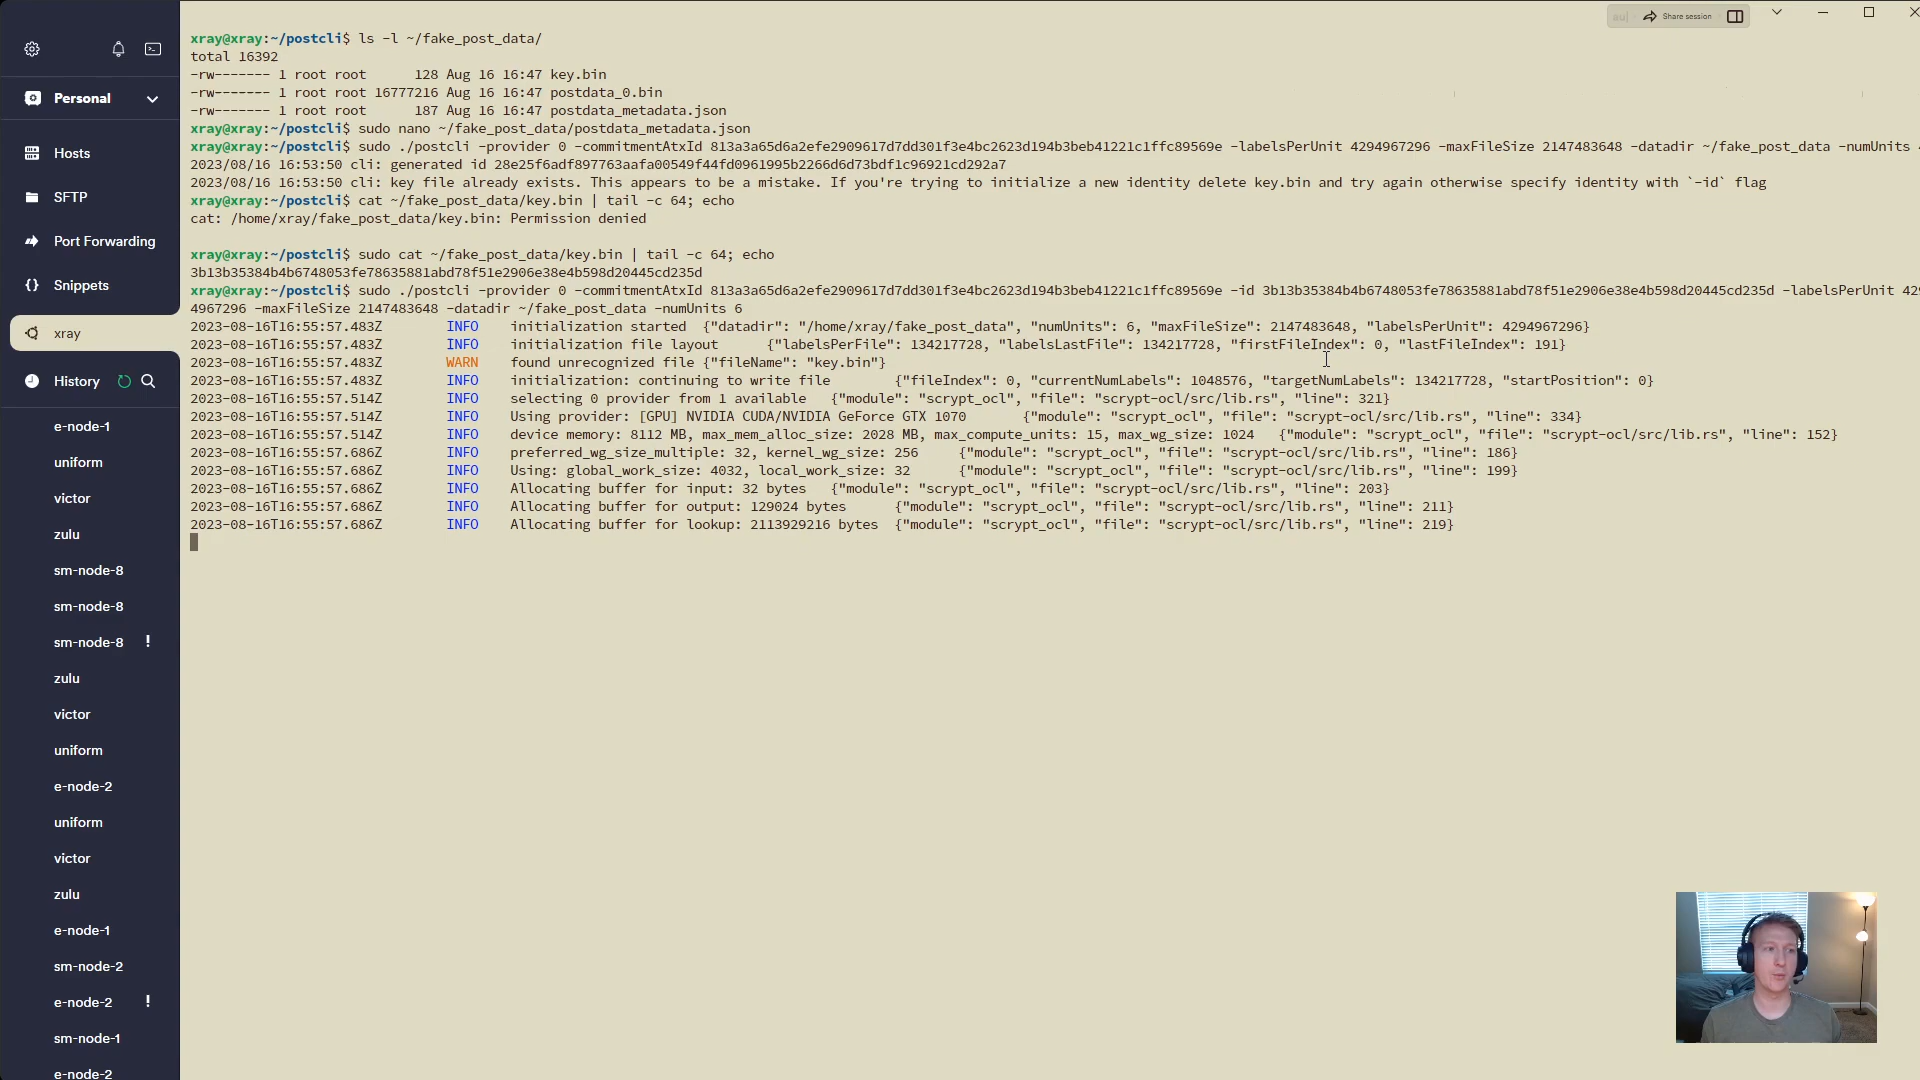 Share session
Personal
Hosts
SFTP
Port Forwarding
Snippets
xray
History
e-node-1
uniform
victor
zulu
sm-node-8
sm-node-8
sm-node-8 !
zulu
victor
uniform
e-node-2
uniform
victor
zulu
e-node-1
sm-node-2
e-node-2 !
sm-node-1
e-node-2
xray@xray:~/postcli$ ls -l ~/fake_post_data/
total 16392
-rw------- 1 root root      128 Aug 16 16:47 key.bin
-rw------- 1 root root 16777216 Aug 16 16:47 postdata_0.bin
-rw------- 1 root root      187 Aug 16 16:47 postdata_metadata.json
xray@xray:~/postcli$ sudo nano ~/fake_post_data/postdata_metadata.json
xray@xray:~/postcli$ sudo ./postcli -provider 0 -commitmentAtxId 813a3a65d6a2efe2909617d7dd301f3e4bc2623d194b3beb41221c1ffc89569e -labelsPerUnit 4294967296 -maxFileSize 2147483648 -datadir ~/fake_post_data -numUnits
2023/08/16 16:53:50 cli: generated id 28e25f6adf897763aafa00549f44fd0961995b2266d6d73bdf1c96921cd292a7
2023/08/16 16:53:50 cli: key file already exists. This appears to be a mistake. If you're trying to initialize a new identity delete key.bin and try again otherwise specify identity with `-id` flag
xray@xray:~/postcli$ cat ~/fake_post_data/key.bin | tail -c 64; echo
cat: /home/xray/fake_post_data/key.bin: Permission denied
xray@xray:~/postcli$ sudo cat ~/fake_post_data/key.bin | tail -c 64; echo
3b13b35384b4b6748053fe78635881abd78f51e2906e38e4b598d20445cd235d
xray@xray:~/postcli$ sudo ./postcli -provider 0 -commitmentAtxId 813a3a65d6a2efe2909617d7dd301f3e4bc2623d194b3beb41221c1ffc89569e -id 3b13b35384b4b6748053fe78635881abd78f51e2906e38e4b598d20445cd235d -labelsPerUnit 429
4967296 -maxFileSize 2147483648 -datadir ~/fake_post_data -numUnits 6
2023-08-16T16:55:57.483Z INFO initialization started {"datadir": "/home/xray/fake_post_data", "numUnits": 6, "maxFileSize": 2147483648, "labelsPerUnit": 4294967296}
2023-08-16T16:55:57.483Z INFO initialization file layout {"labelsPerFile": 134217728, "labelsLastFile": 134217728, "firstFileIndex": 0, "lastFileIndex": 191}
2023-08-16T16:55:57.483Z WARN found unrecognized file {"fileName": "key.bin"}
2023-08-16T16:55:57.483Z INFO initialization: continuing to write file {"fileIndex": 0, "currentNumLabels": 1048576, "targetNumLabels": 134217728, "startPosition": 0}
2023-08-16T16:55:57.514Z INFO selecting 0 provider from 1 available {"module": "scrypt_ocl", "file": "scrypt-ocl/src/lib.rs", "line": 321}
2023-08-16T16:55:57.514Z INFO Using provider: [GPU] NVIDIA CUDA/NVIDIA GeForce GTX 1070 {"module": "scrypt_ocl", "file": "scrypt-ocl/src/lib.rs", "line": 334}
2023-08-16T16:55:57.514Z INFO device memory: 8112 MB, max_mem_alloc_size: 2028 MB, max_compute_units: 15, max_wg_size: 1024 {"module": "scrypt_ocl", "file": "scrypt-ocl/src/lib.rs", "line": 152}
2023-08-16T16:55:57.686Z INFO preferred_wg_size_multiple: 32, kernel_wg_size: 256 {"module": "scrypt_ocl", "file": "scrypt-ocl/src/lib.rs", "line": 186}
2023-08-16T16:55:57.686Z INFO Using: global_work_size: 4032, local_work_size: 32 {"module": "scrypt_ocl", "file": "scrypt-ocl/src/lib.rs", "line": 199}
2023-08-16T16:55:57.686Z INFO Allocating buffer for input: 32 bytes {"module": "scrypt_ocl", "file": "scrypt-ocl/src/lib.rs", "line": 203}
2023-08-16T16:55:57.686Z INFO Allocating buffer for output: 129024 bytes {"module": "scrypt_ocl", "file": "scrypt-ocl/src/lib.rs", "line": 211}
2023-08-16T16:55:57.686Z INFO Allocating buffer for lookup: 2113929216 bytes {"module": "scrypt_ocl", "file": "scrypt-ocl/src/lib.rs", "line": 219}